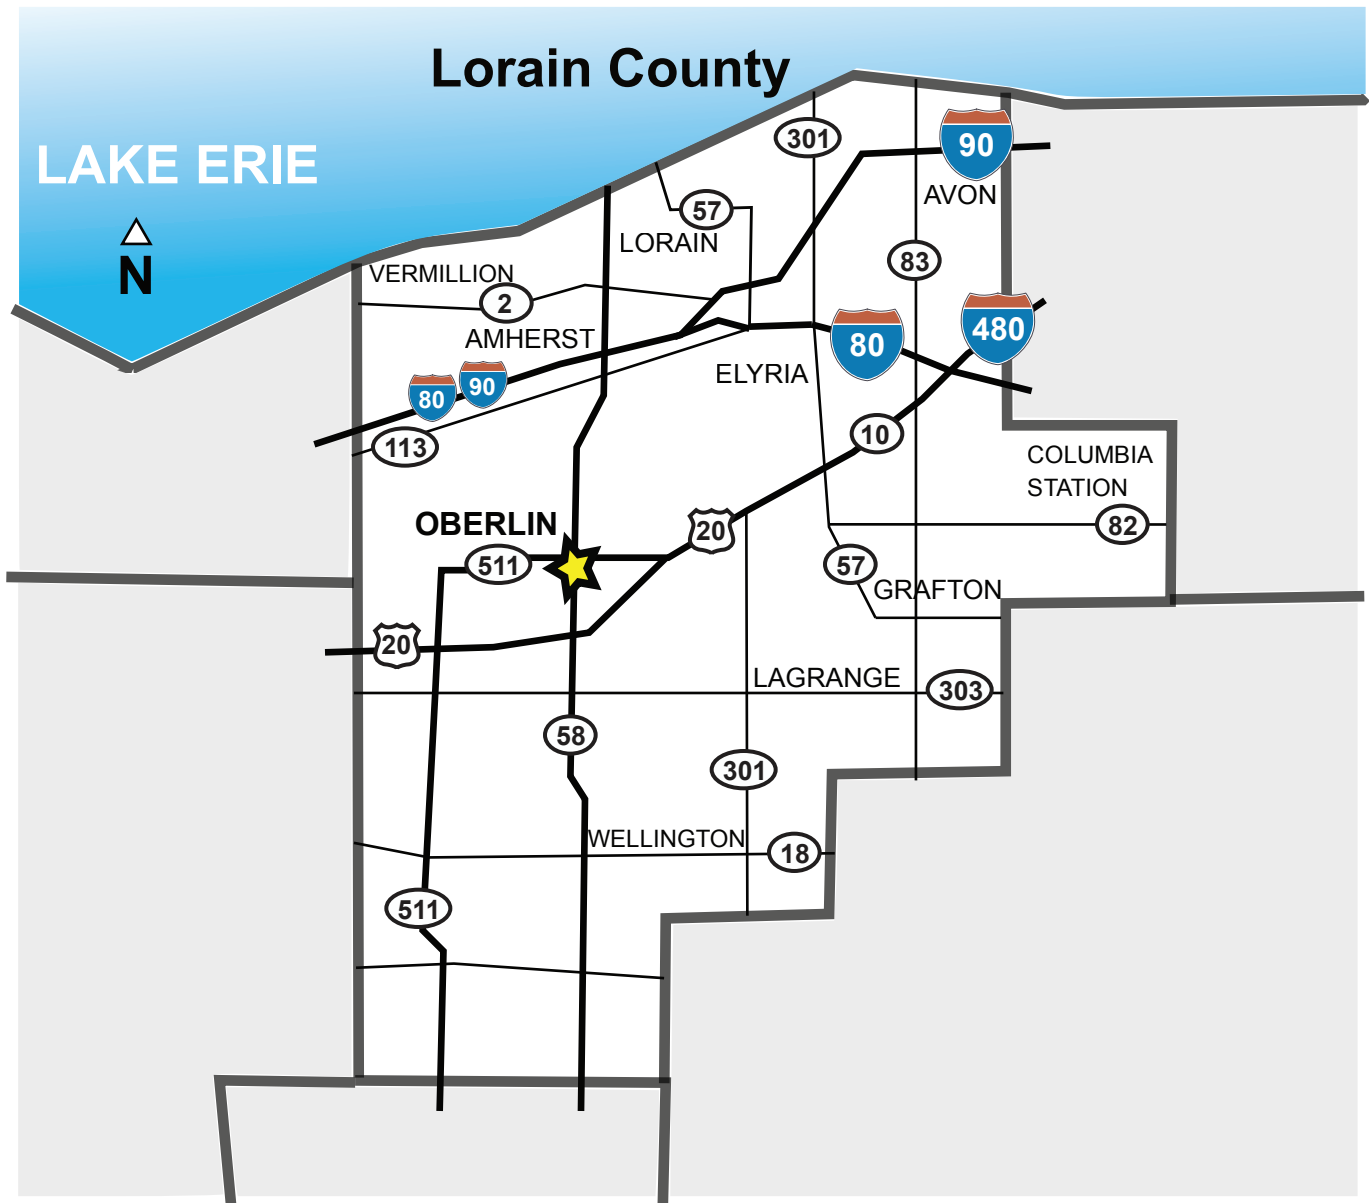 Lorain County
LAKE ERIE
N
301
90
AVON
57
LORAIN
83
VERMILLION
2
AMHERST
80
480
ELYRIA
80
90
113
10
COLUMBIA
STATION
OBERLIN
20
82
511
57
GRAFTON
20
LAGRANGE
303
58
301
WELLINGTON
18
511